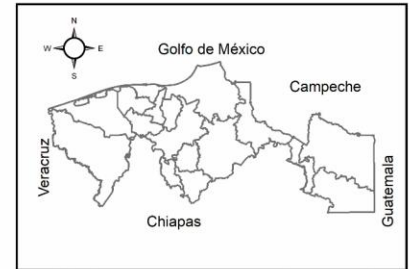 N
W E
S
Golfo de México
Campeche
Veracruz
Guatemala
Chiapas